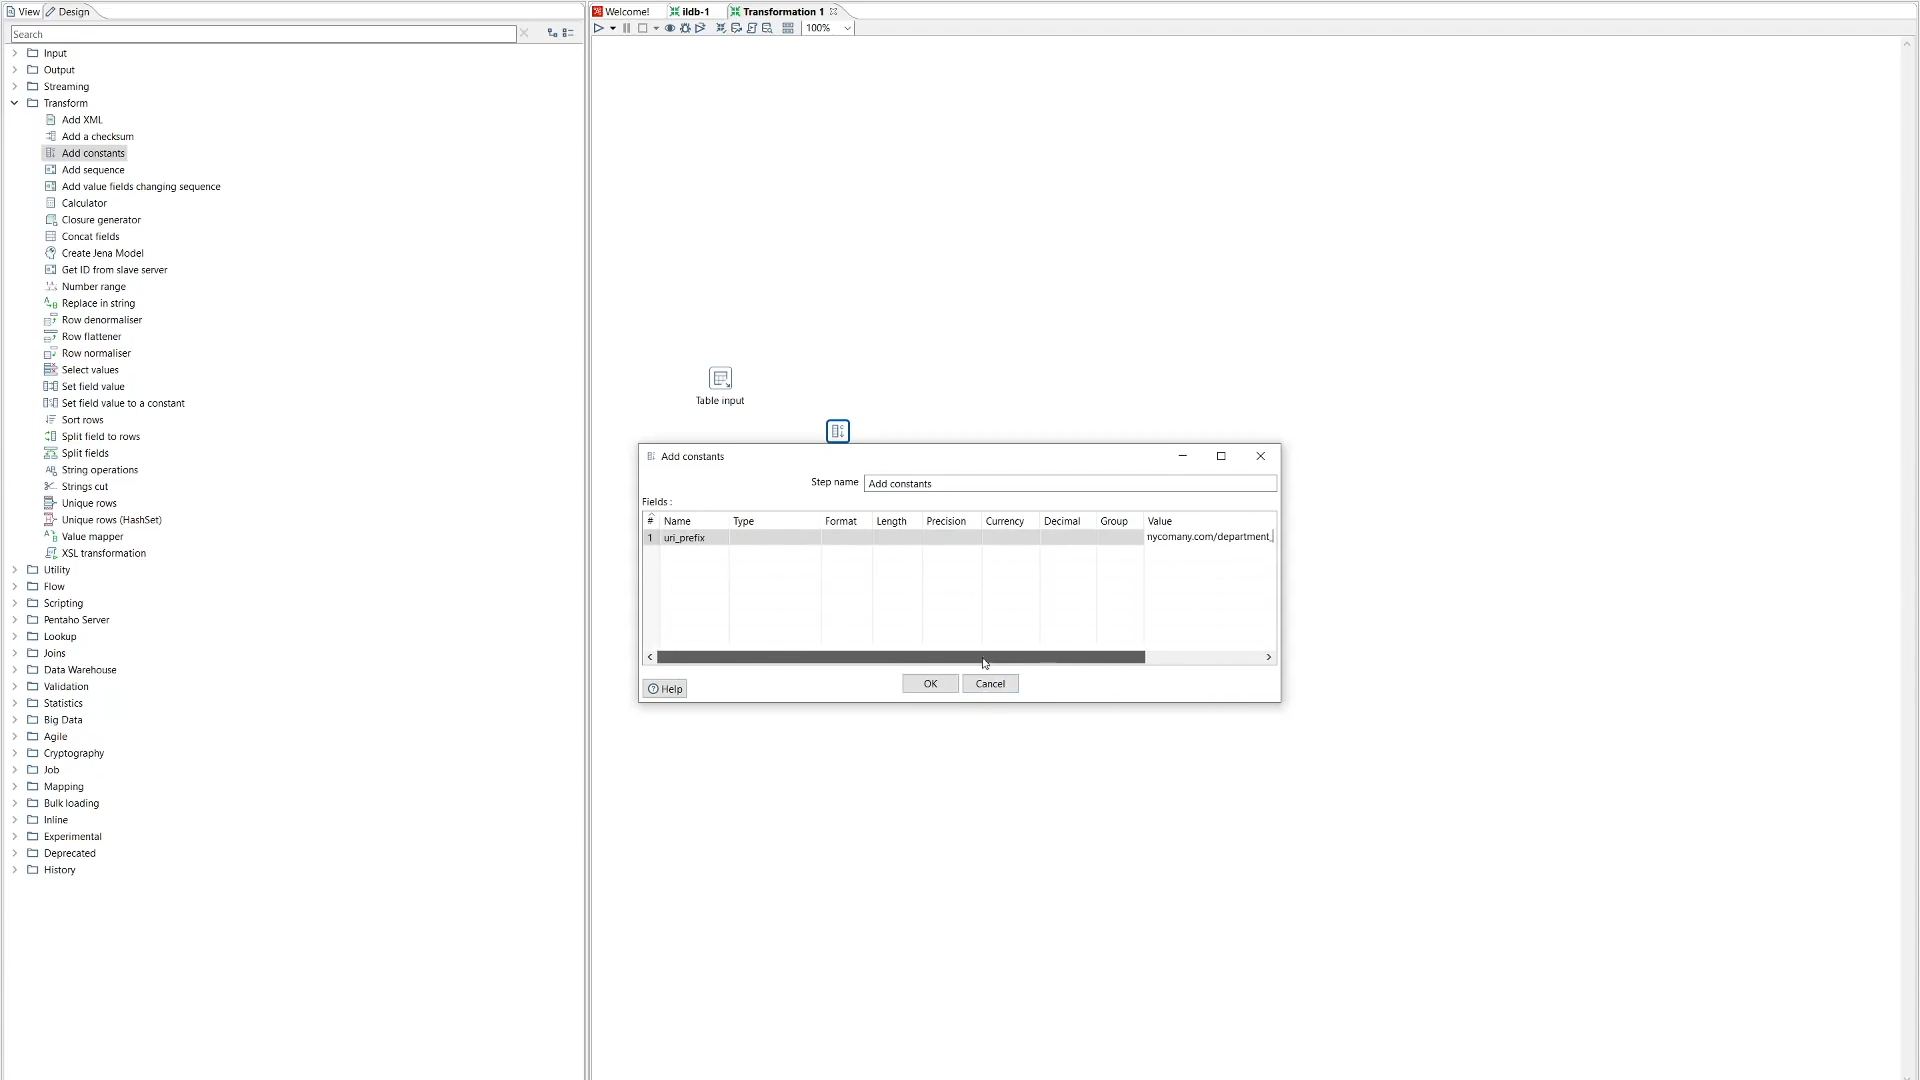 View Design
Search
Input
Output
Streaming
Transform
Add XML
Add a checksum
Add constants
Add sequence
Add value fields changing sequence
Calculator
Closure generator
Concat fields
Create Jena Model
Get ID from slave server
Number range
Replace in string
Row denormaliser
Row flattener
Row normaliser
Select values
Set field value
Set field value to a constant
Sort rows
Split field to rows
Split fields
String operations
Strings cut
Unique rows
Unique rows (HashSet)
Value mapper
XSL transformation
Utility
Flow
Scripting
Pentaho Server
Lookup
Joins
Data Warehouse
Validation
Statistics
Big Data
Agile
Cryptography
Job
Mapping
Bulk loading
Inline
Experimental
Deprecated
History
Welcome! ildb-1 Transformation 1
100%
Table input
Add constants
Step name Add constants
Fields :
# Name Type Format Length Precision Currency Decimal Group Value
1 uri_prefix nycomany.com/department_
Help OK Cancel